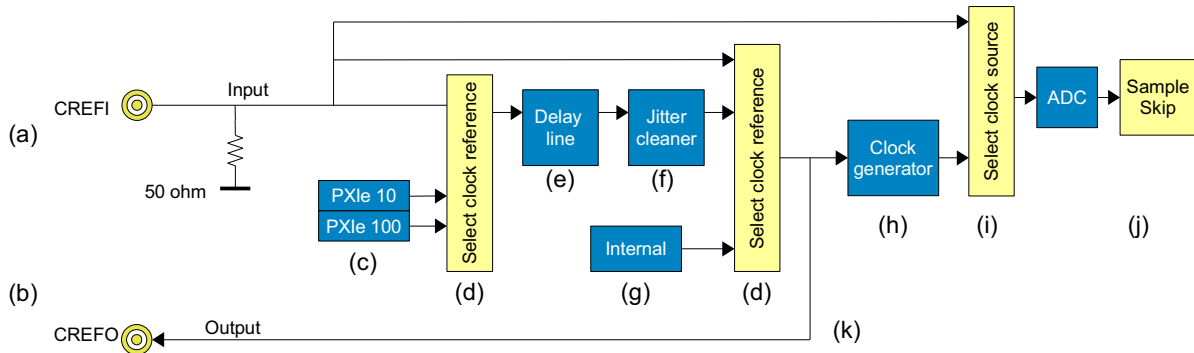 CREFI
Input
(a)
50 ohm
PXIe 10
PXIe 100
(c)
Select clock reference
(d)
Delay
line
(e)
Jitter
cleaner
(f)
Internal
(g)
Select clock reference
(d)
Clock
generator
(h)
Select clock source
(i)
ADC
Sample
Skip
(j)
(b)
CREFO
Output
(k)